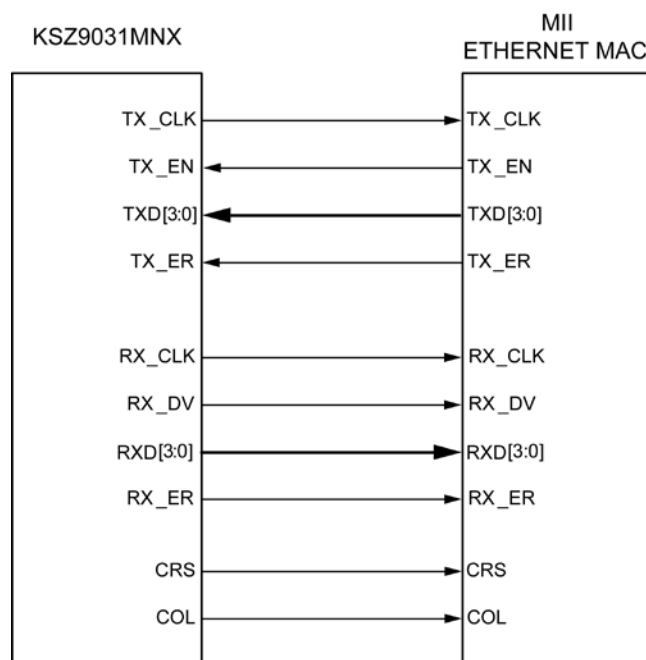 KSZ9031MNX
MII
ETHERNET MAC
TX_CLK TX_CLK
TX_EN TX_EN
TXD[3:0] TXD[3:0]
TX_ER TX_ER
RX_CLK RX_CLK
RX_DV RX_DV
RXD[3:0] RXD[3:0]
RX_ER RX_ER
CRS CRS
COL COL